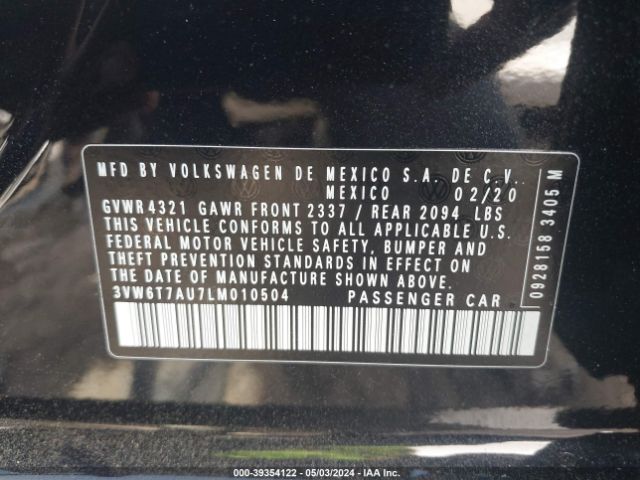 MFD BY VOLKSWAGEN DE MEXICO S.A. DE C.V.
MEXICO 02/20
GVWR 4321 GAWR FRONT 2337 / REAR 2094 LBS
THIS VEHICLE CONFORMS TO ALL APPLICABLE
FEDERAL MOTOR VEHICLE SAFETY, BUMPER AND
THEFT PREVENTION STANDARDS IN EFFECT ON
THE DATE OF MANUFACTURE SHOWN ABOVE.
3VW6T7AU7LM010504 PASSENGER CAR
0928158 3405 M
000-39354122 - 05/03/2024 - IAA Inc.